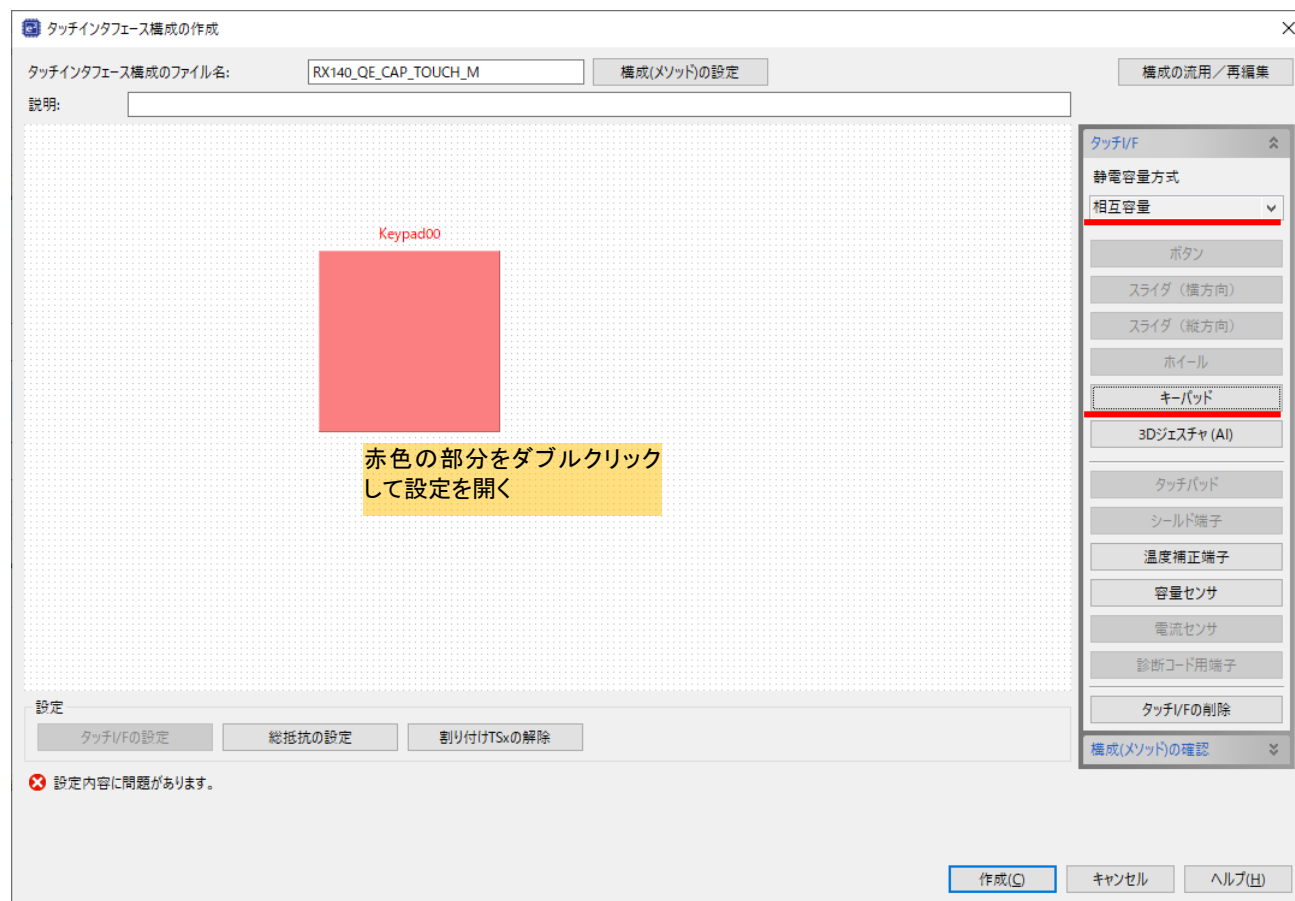 タッチインタフェース構成の作成
タッチインタフェース構成のファイル名: RX140_QE_CAP_TOUCH_M 構成(メソッド)の設定 構成の流用／再編集
説明:
タッチI/F
静電容量方式
相互容量
Keypad00
ボタン
スライダ（横方向）
スライダ（縦方向）
ホイール
キーパッド
3Dジェスチャ (AI)
赤色の部分をダブルクリック
して設定を開く
タッチパッド
シールド端子
温度補正端子
容量センサ
電流センサ
診断コード用端子
タッチI/Fの削除
構成(メソッド)の確認
設定
タッチI/Fの設定 総抵抗の設定 割り付けTSxの解除
設定内容に問題があります。
作成(C) キャンセル ヘルプ(H)